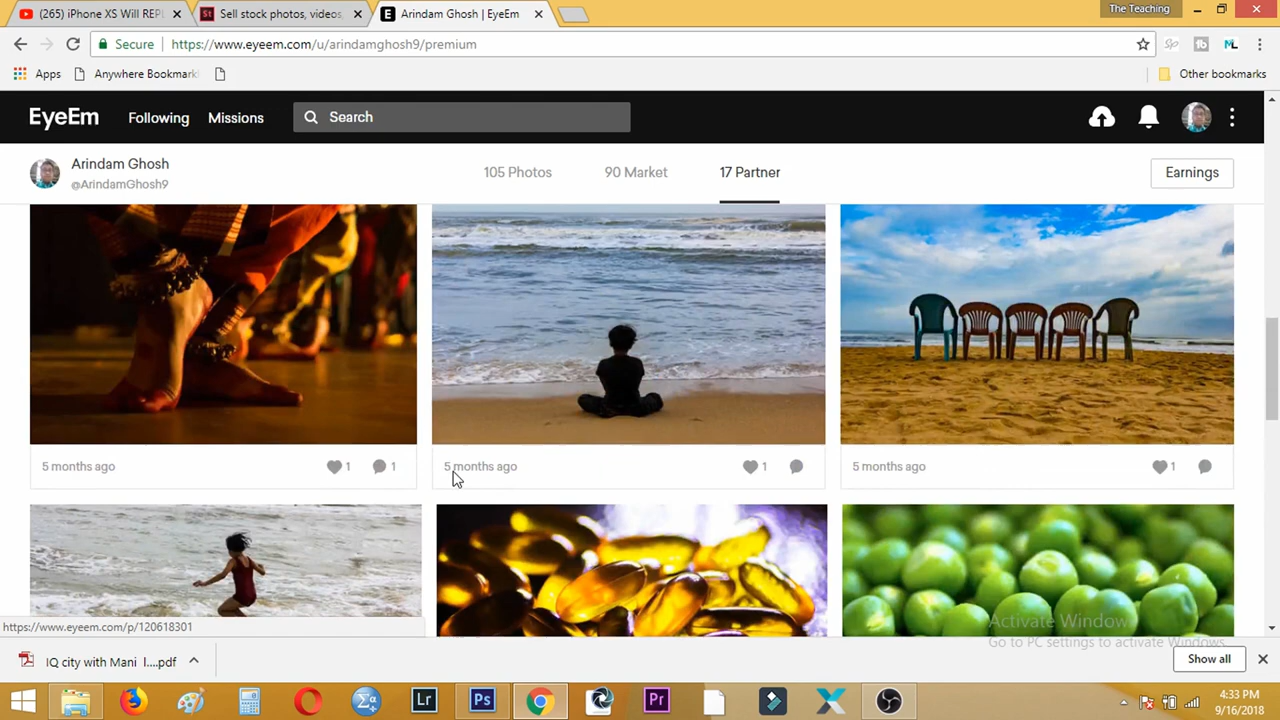 (265) iPhone XS Will REPL
Sell stock photos, videos,
Arindam Ghosh | EyeEm
The Teaching
Secure
https://www.eyeem.com/u/arindamghosh9/premium
Apps
Anywhere Bookmark
Other bookmarks
EyeEm
Following
Missions
Search
Arindam Ghosh
@ArindamGhosh9
105 Photos
90 Market
17 Partner
Earnings
5 months ago
1
1
5 months ago
1
5 months ago
1
https://www.eyeem.com/p/120618301
Activate Windows
Go to PC settings to activate Windows.
IQ city with Mani I....pdf
Show all
Lr
Ps
Pr
4:33 PM
9/16/2018